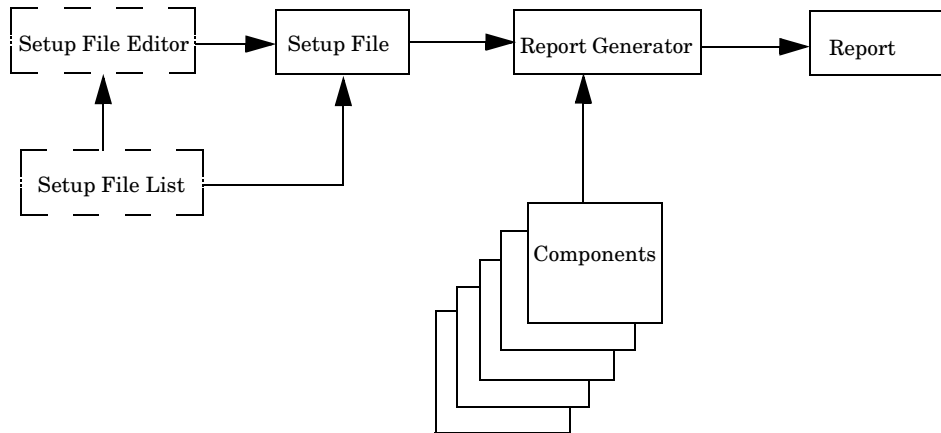 Setup File Editor
Setup File
Report Generator
Report
Setup File List
Components